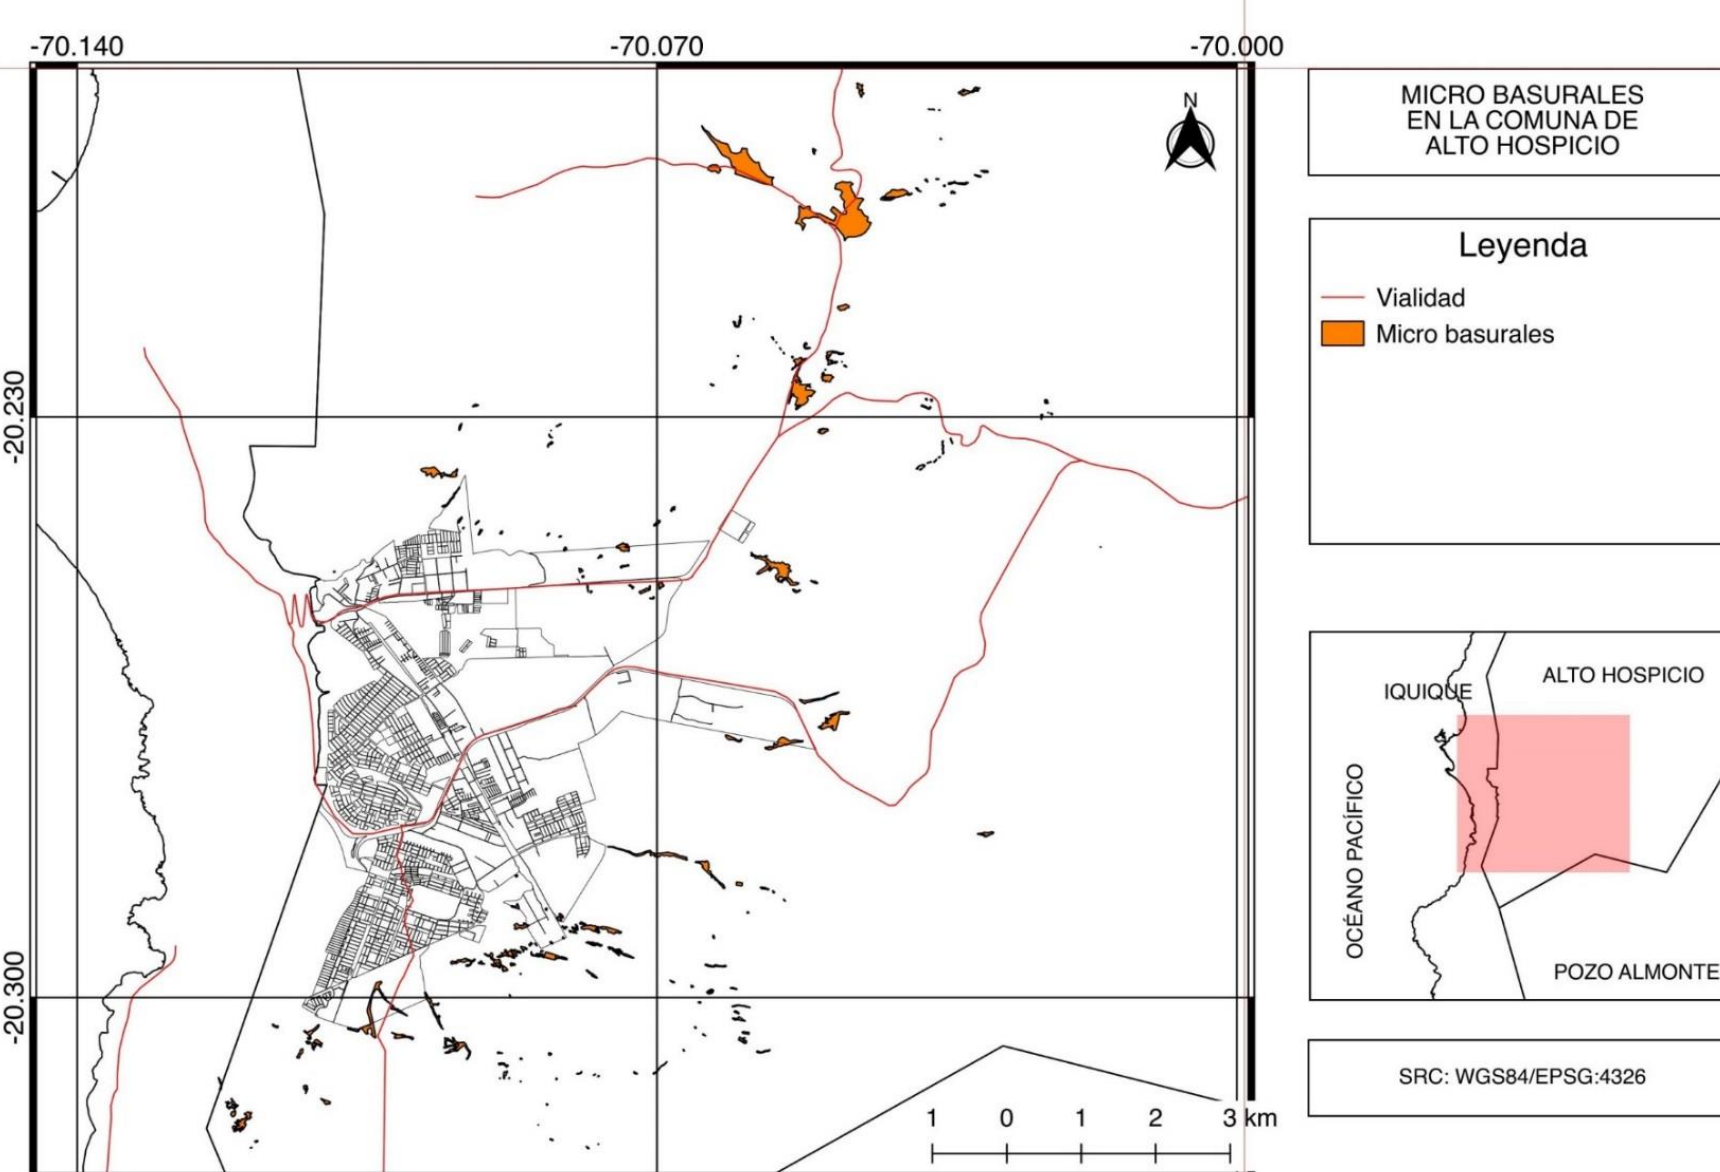 -70.140
-70.070
-70.000
N
-20.230
-20.300
1 0 1 2 3 km
MICRO BASURALES
EN LA COMUNA DE
ALTO HOSPICIO
Leyenda
Vialidad
Micro basurales
IQUIQUE
ALTO HOSPICIO
OCÉANO PACÍFICO
POZO ALMONTE
SRC: WGS84/EPSG:4326